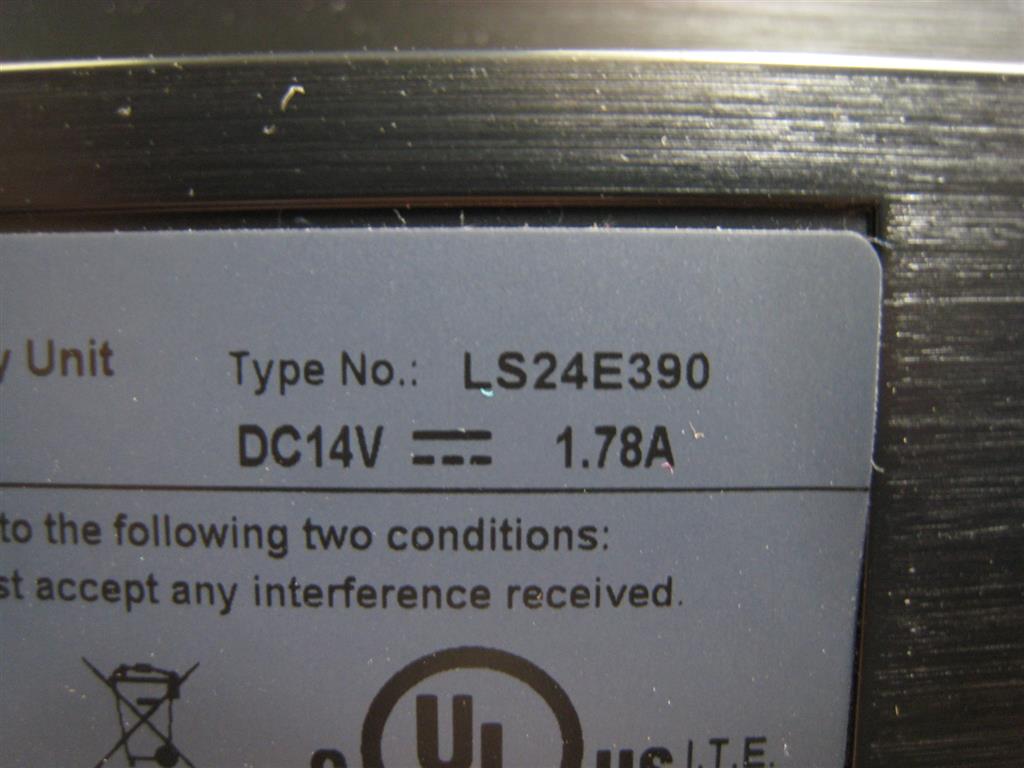 y Unit Type No.: LS24E390
DC14V 1.78A
to the following two conditions:
st accept any interference received.
UL
c us I.T.E.